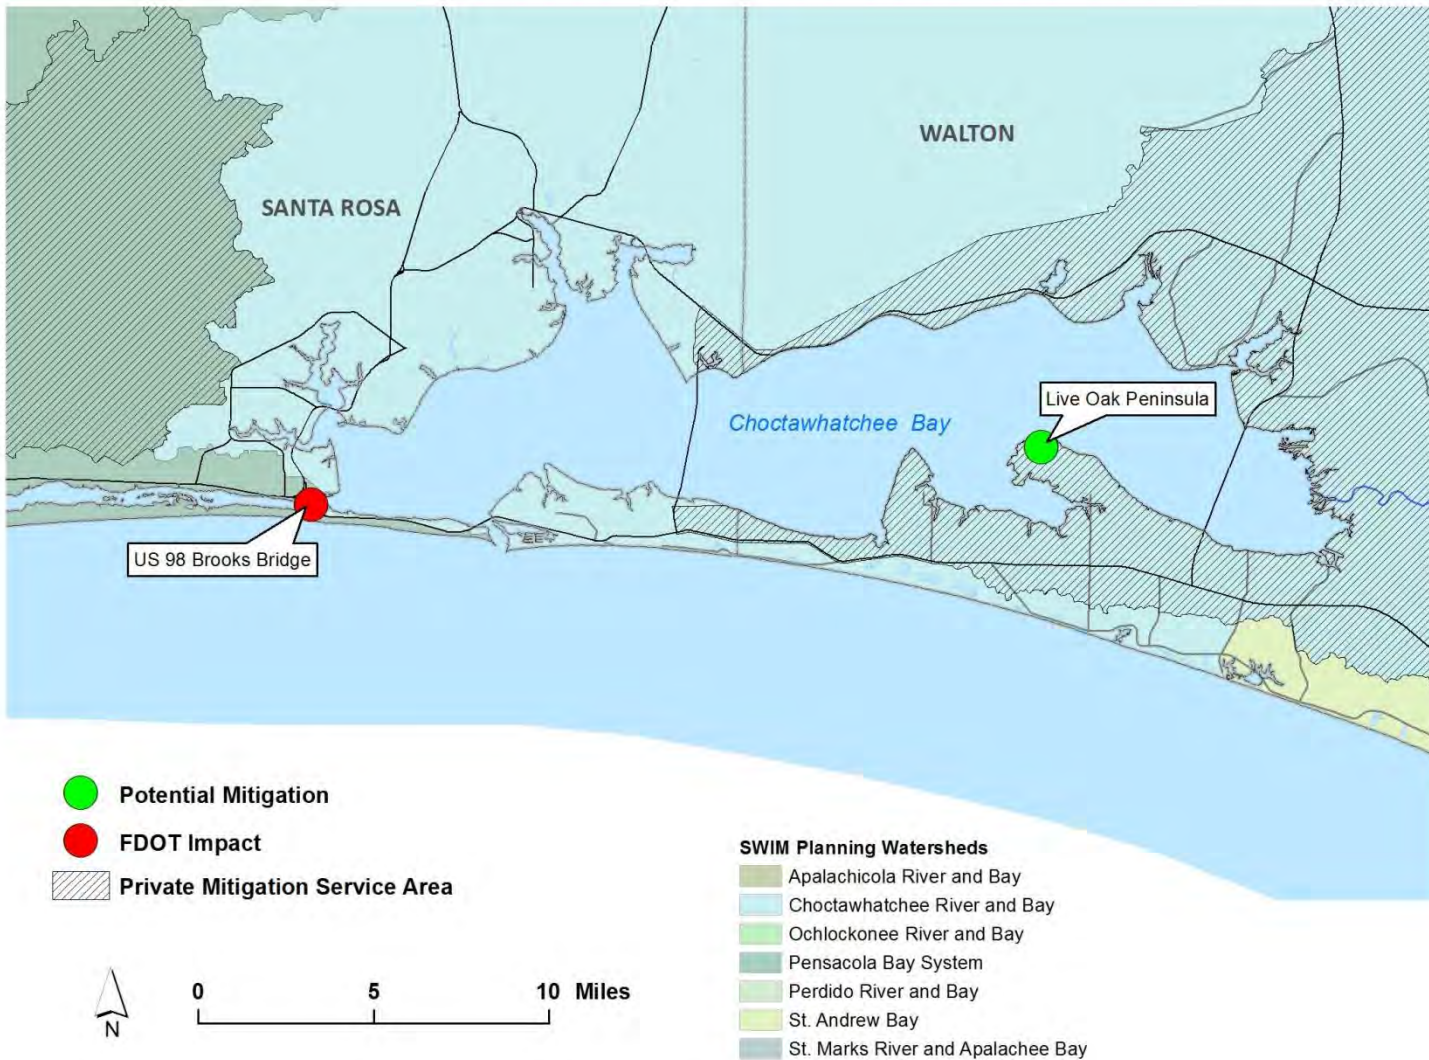 WALTON
SANTA ROSA
Live Oak Peninsula
Choctawhatchee Bay
US 98 Brooks Bridge
Potential Mitigation
FDOT Impact
Private Mitigation Service Area
N
0 5 10 Miles
SWIM Planning Watersheds
Apalachicola River and Bay
Choctawhatchee River and Bay
Ochlockonee River and Bay
Pensacola Bay System
Perdido River and Bay
St. Andrew Bay
St. Marks River and Apalachee Bay